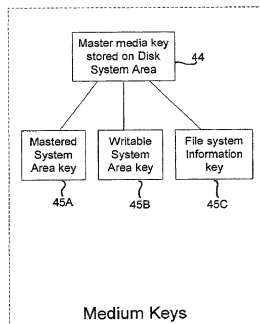 Master media key
stored on Disk
System Area
44
Mastered
System
Area key
Writable
System
Area key
File system
Information
key
45A
45B
45C
Medium Keys